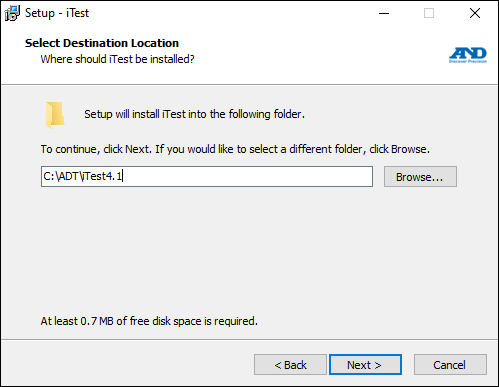 Setup - iTest
Select Destination Location
Where should iTest be installed?
AND
Discover Precision
Setup will install iTest into the following folder.
To continue, click Next. If you would like to select a different folder, click Browse.
C:\ADT\iTest4.1
Browse...
At least 0.7 MB of free disk space is required.
< Back
Next >
Cancel